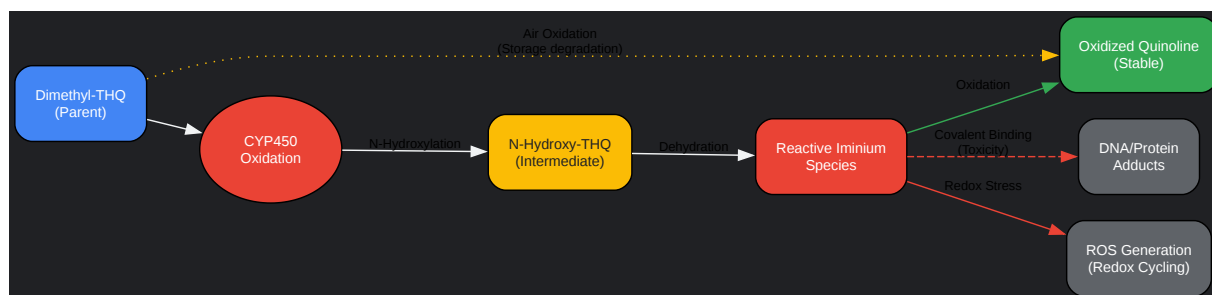 Air Oxidation
(Storage degradation)
Dimethyl-THQ
(Parent)
CYP450
Oxidation
N-Hydroxylation
N-Hydroxy-THQ
(Intermediate)
Dehydration
Reactive Iminium
Species
Oxidation
Covalent Binding
(Toxicity)
Redox Stress
Oxidized Quinoline
(Stable)
DNA/Protein
Adducts
ROS Generation
(Redox Cycling)